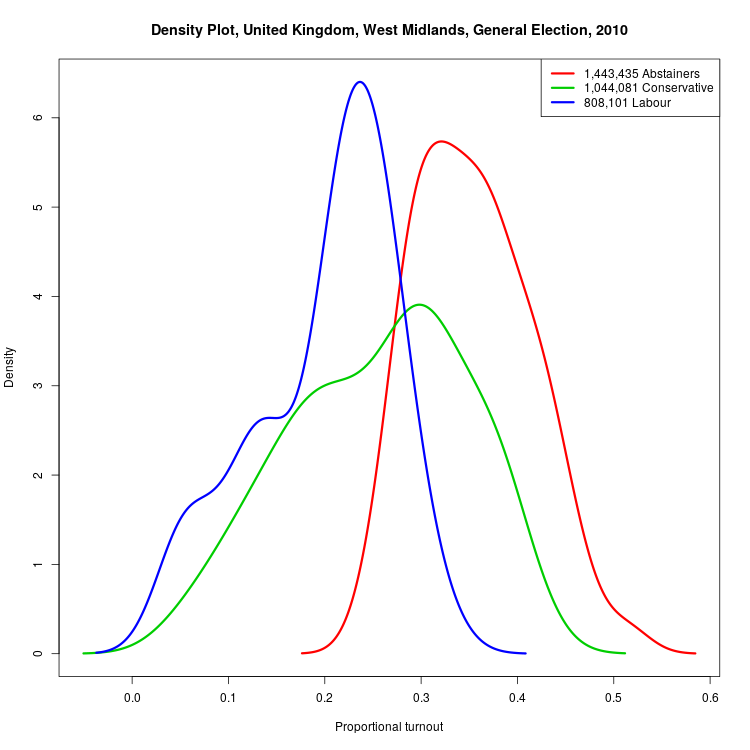 Density Plot, United Kingdom, West Midlands, General Election, 2010
1,443,435 Abstainers
1,044,081 Conservative
808,101 Labour
Density
6
5
4
3
2
1
0
0.0 0.1 0.2 0.3 0.4 0.5 0.6
Proportional turnout